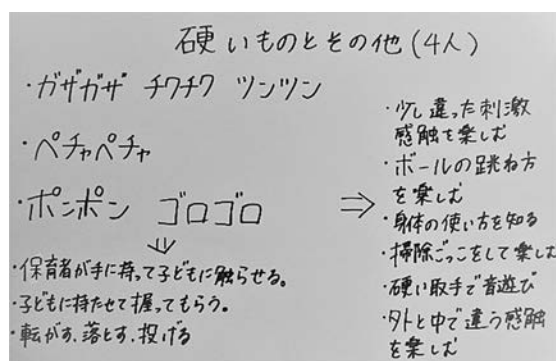 硬いものとその他(4人)
・ガザガザ チクチク ツンツン
・ペチャペチャ
・ポンポン ゴロゴロ
⇓
・保育者が手に持って子どもに触らせる。
・子どもに持たせて握ってもらう。
・転がす、落とす、投げる
⇒
・少し違った刺激
感触を楽しむ
・ボールの跳ね方
を楽しむ
・身体の使い方を知る
・掃除ごっこをして楽しむ
・硬い取手で音遊び
・外と中で違う感触
を楽しむ